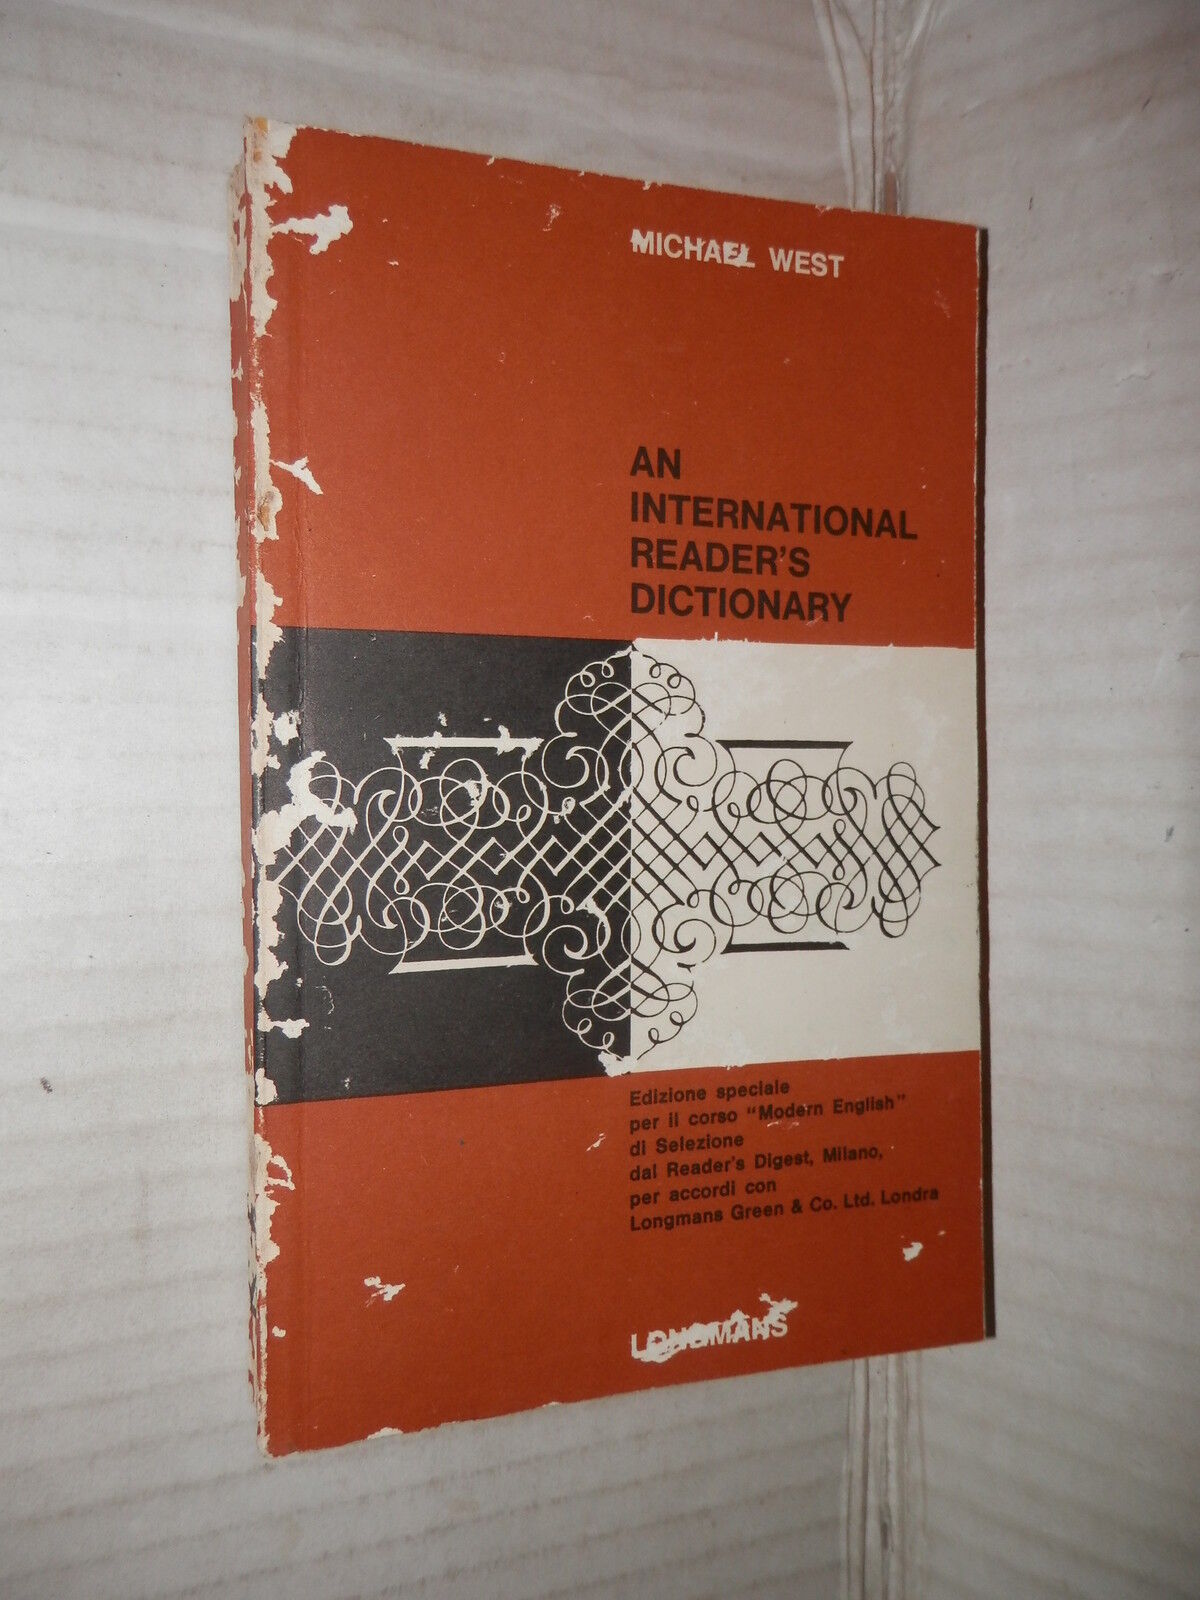 MICHAEL WEST
AN
INTERNATIONAL
READER'S
DICTIONARY
Edizione speciale
per il corso "Modern English"
di Selezione
dal Reader's Digest, Milano,
per accordi con
Longmans Green & Co. Ltd. Londra
LONGMANS